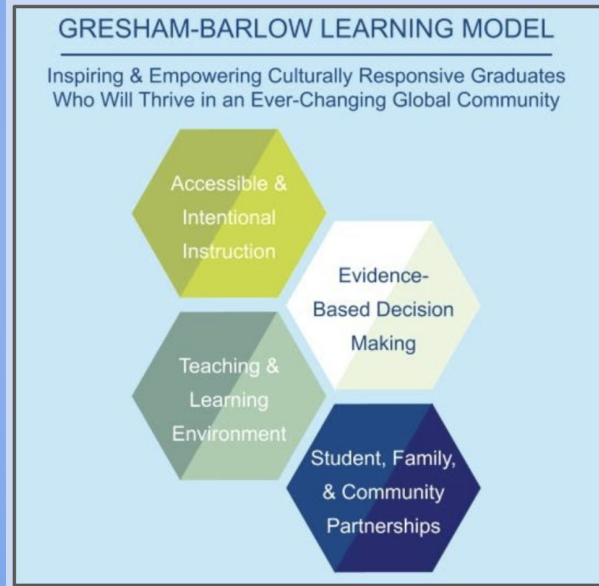 GRESHAM-BARLOW LEARNING MODEL
Inspiring & Empowering Culturally Responsive Graduates
Who Will Thrive in an Ever-Changing Global Community
Accessible &
Intentional
Instruction
Evidence-
Based Decision
Making
Teaching &
Learning
Environment
Student, Family,
& Community
Partnerships